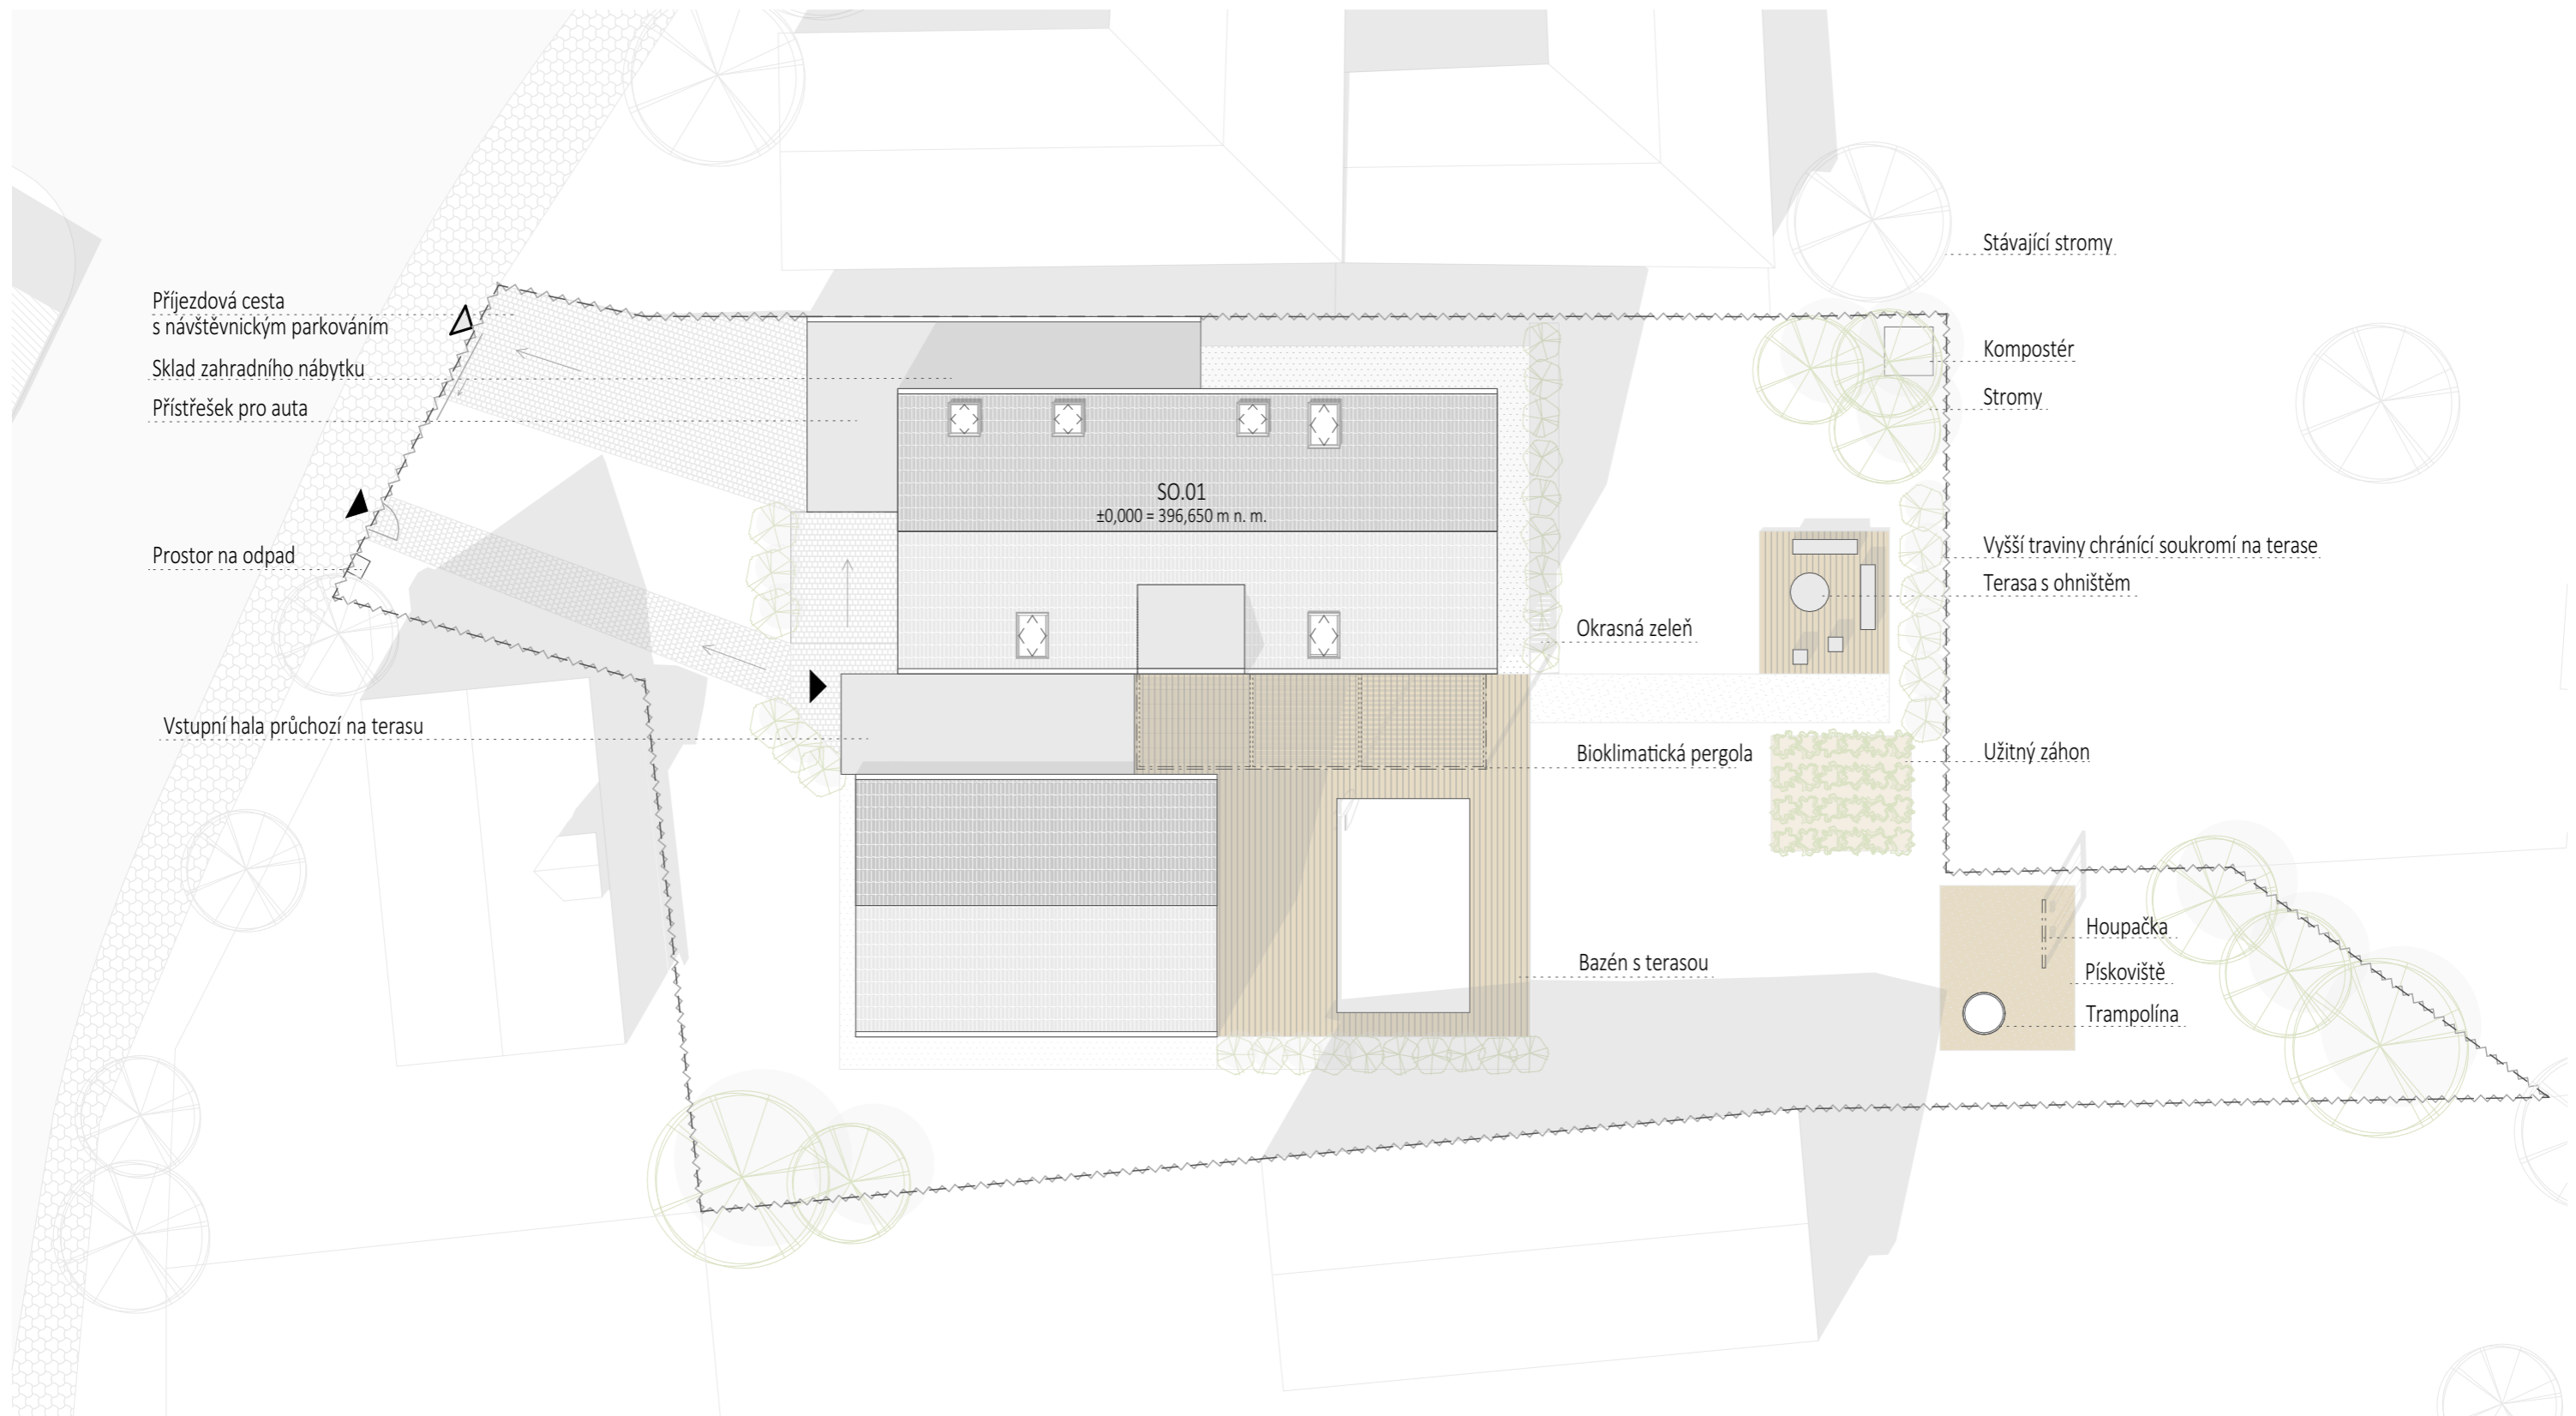 Stávající stromy
Příjezdová cesta
s návštěvnickým parkováním
Kompostér
Sklad zahradního nábytku
Stromy
Přístřešek pro auta
SO.01
±0,000 = 396,650 m n. m.
Prostor na odpad
Vyšší traviny chránící soukromí na terase
Terasa s ohništěm
Okrasná zeleň
Vstupní hala průchozí na terasu
Bioklimatická pergola
Užitný záhon
Houpačka
Bazén s terasou
Pískoviště
Trampolína